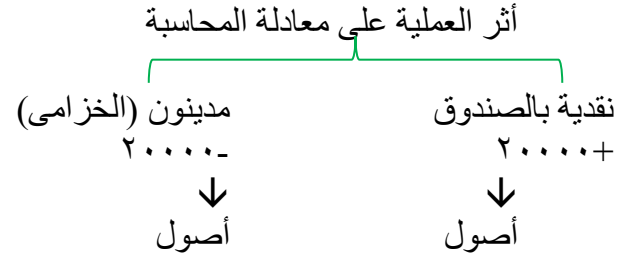 أثر العملية على معادلة المحاسبة
نقدية بالصندوق مدينون (الخزامى)
+٢٠٠٠٠ -٢٠٠٠٠
أصول أصول